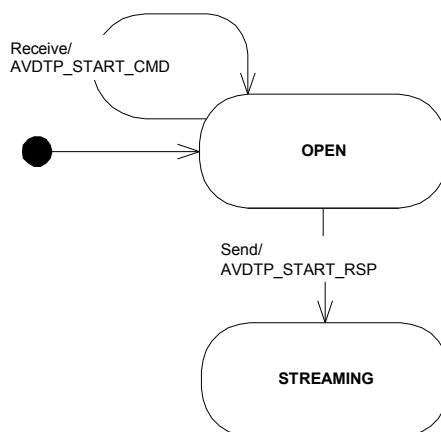 Receive/
AVDTP_START_CMD
OPEN
Send/
AVDTP_START_RSP
STREAMING